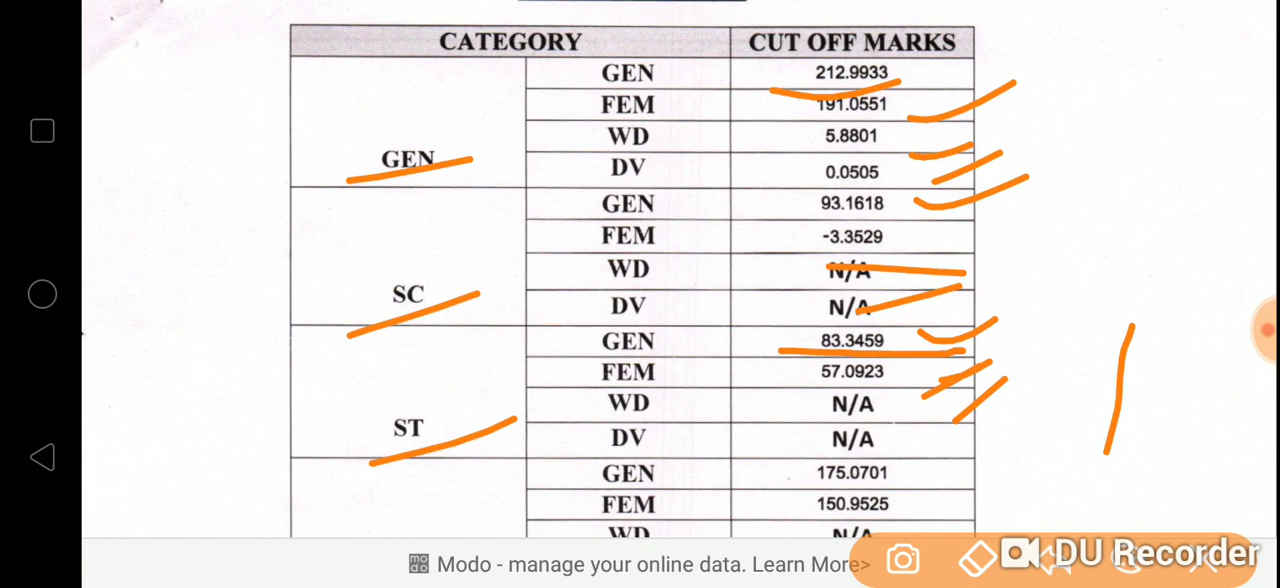 CATEGORY CUT OFF MARKS
GEN GEN 212.9933
FEM 191.0551
WD 5.8801
DV 0.0505
SC GEN 93.1618
FEM -3.3529
WD N/A
DV N/A
ST GEN 83.3459
FEM 57.0923
WD N/A
DV N/A
GEN 175.0701
FEM 150.9525
WD N/A
Modo - manage your online data. Learn More>
DU Recorder